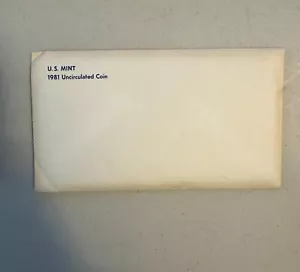 U.S. MINT
1981 Uncirculated Coin